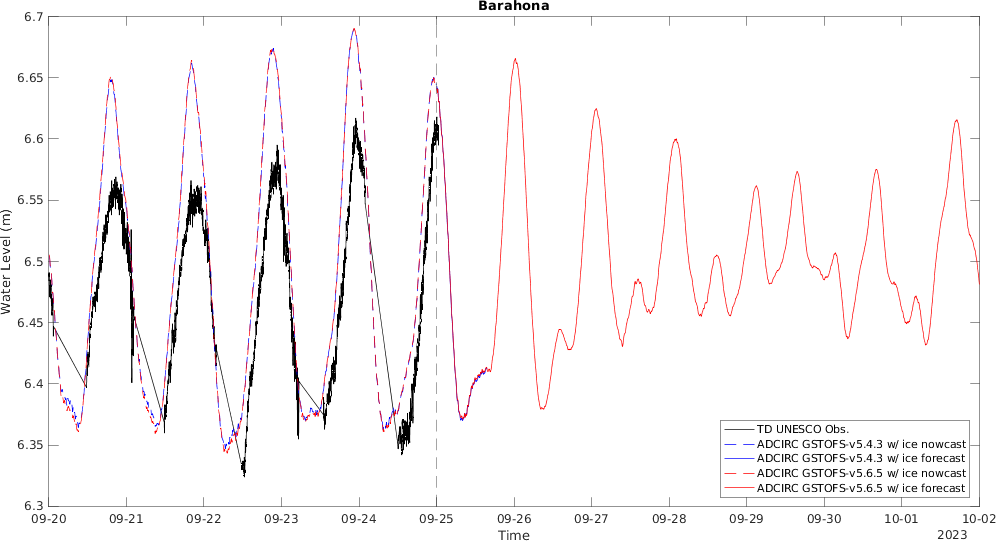 Barahona
6.7
6.65
6.6
6.55
6.5
6.45
6.4
6.35
6.3
Water Level (m)
TD UNESCO Obs.
ADCIRC GSTOFS-v5.4.3 w/ ice nowcast
ADCIRC GSTOFS-v5.4.3 w/ ice forecast
ADCIRC GSTOFS-v5.6.5 w/ ice nowcast
ADCIRC GSTOFS-v5.6.5 w/ ice forecast
09-20 09-21 09-22 09-23 09-24 09-25 09-26 09-27 09-28 09-29 09-30 10-01 10-02
Time
2023